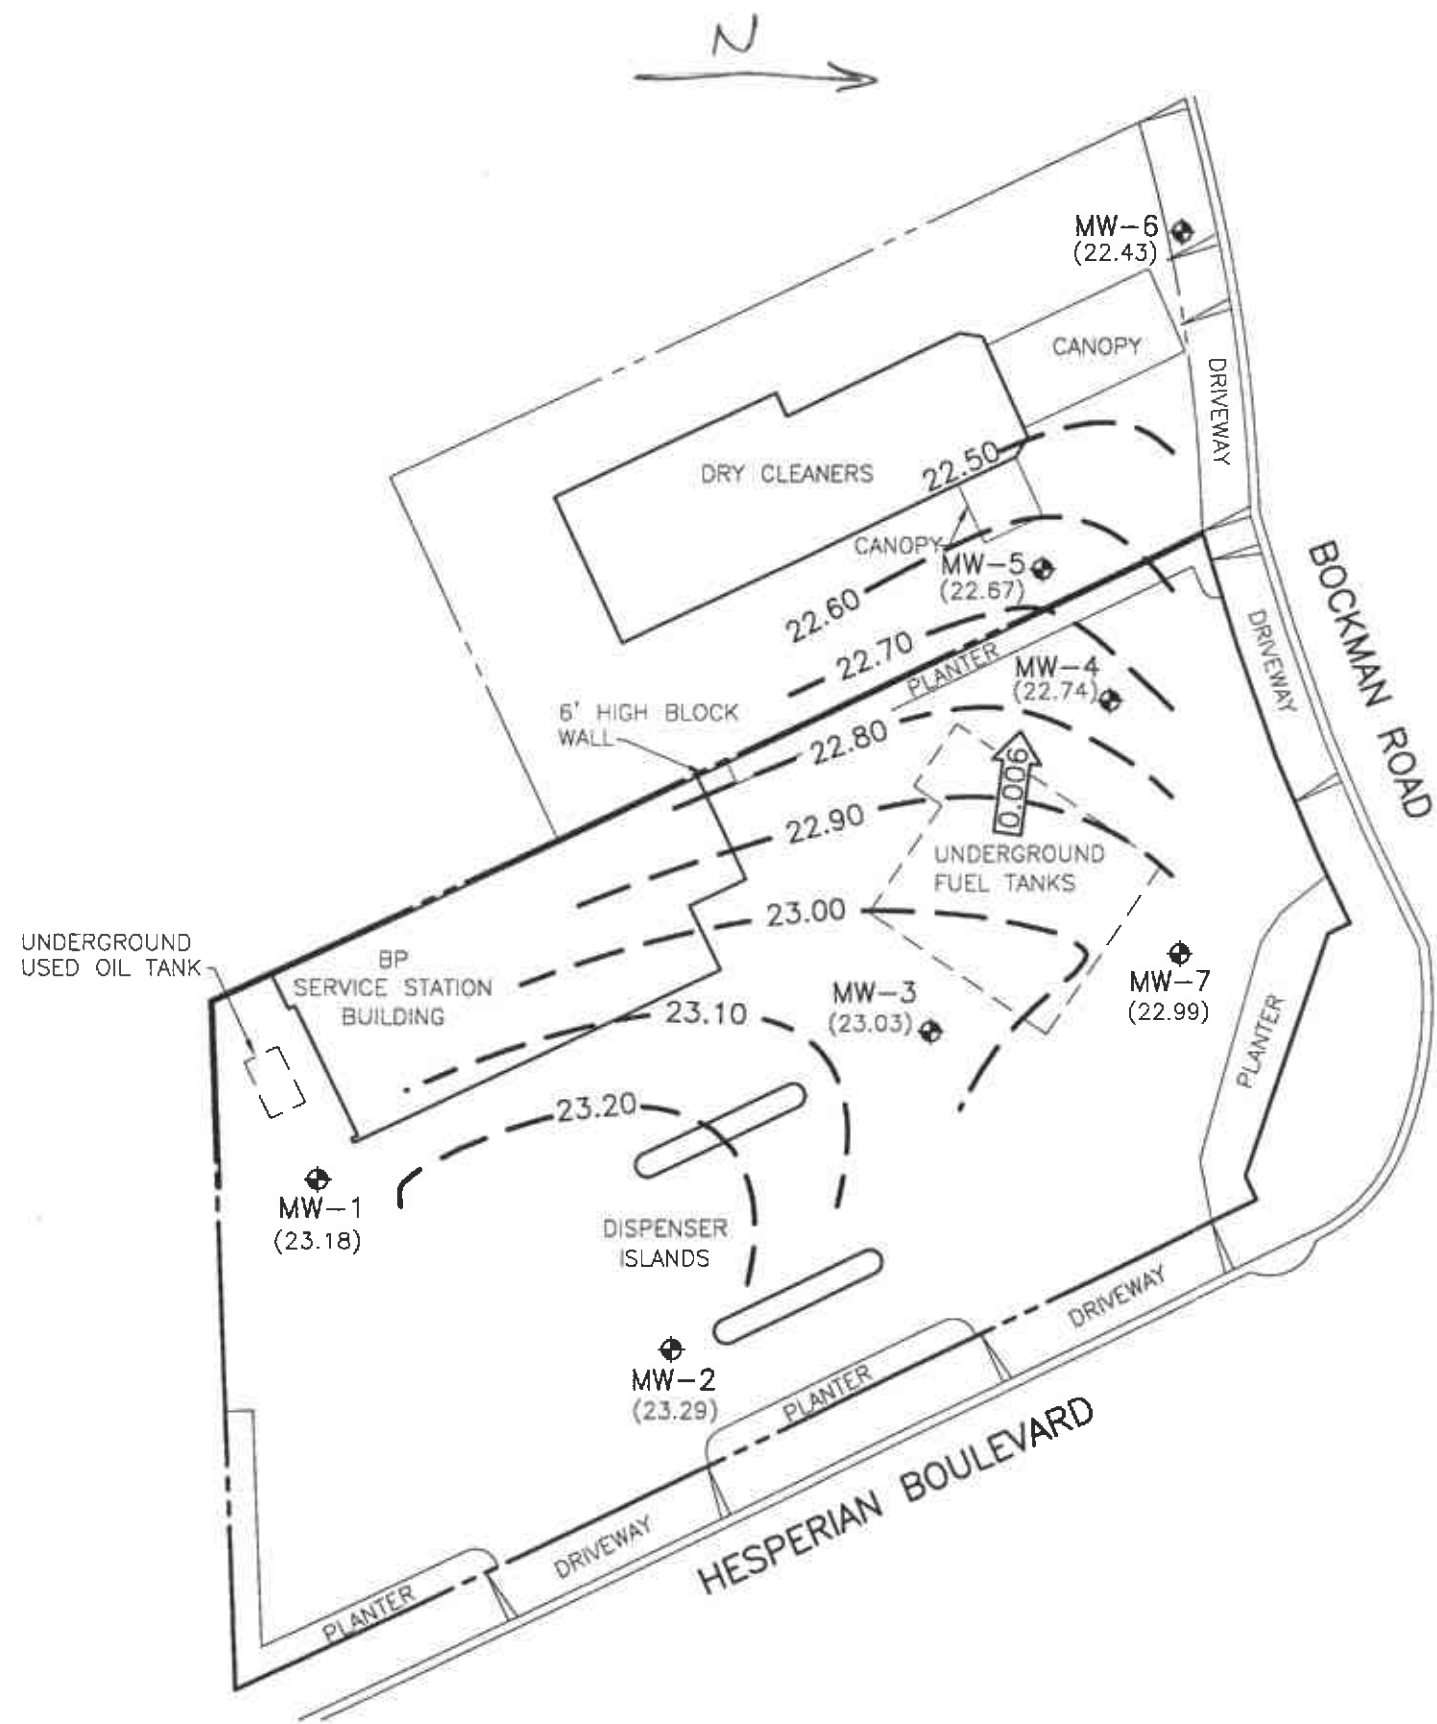 N
MW-6
(22.43)
CANOPY
DRIVEWAY
22.50
DRY CLEANERS
CANOPY
MW-5
(22.67)
22.60
BOCKMAN ROAD
DRIVEWAY
22.70
PLANTER
MW-4
(22.74)
6' HIGH BLOCK
WALL
22.80
0.006
22.90
UNDERGROUND
FUEL TANKS
23.00
UNDERGROUND
USED OIL TANK
BP
SERVICE STATION
BUILDING
MW-7
(22.99)
MW-3
(23.03)
23.10
PLANTER
23.20
MW-1
(23.18)
DISPENSER
ISLANDS
DRIVEWAY
MW-2
(23.29)
PLANTER
HESPERIAN BOULEVARD
DRIVEWAY
PLANTER